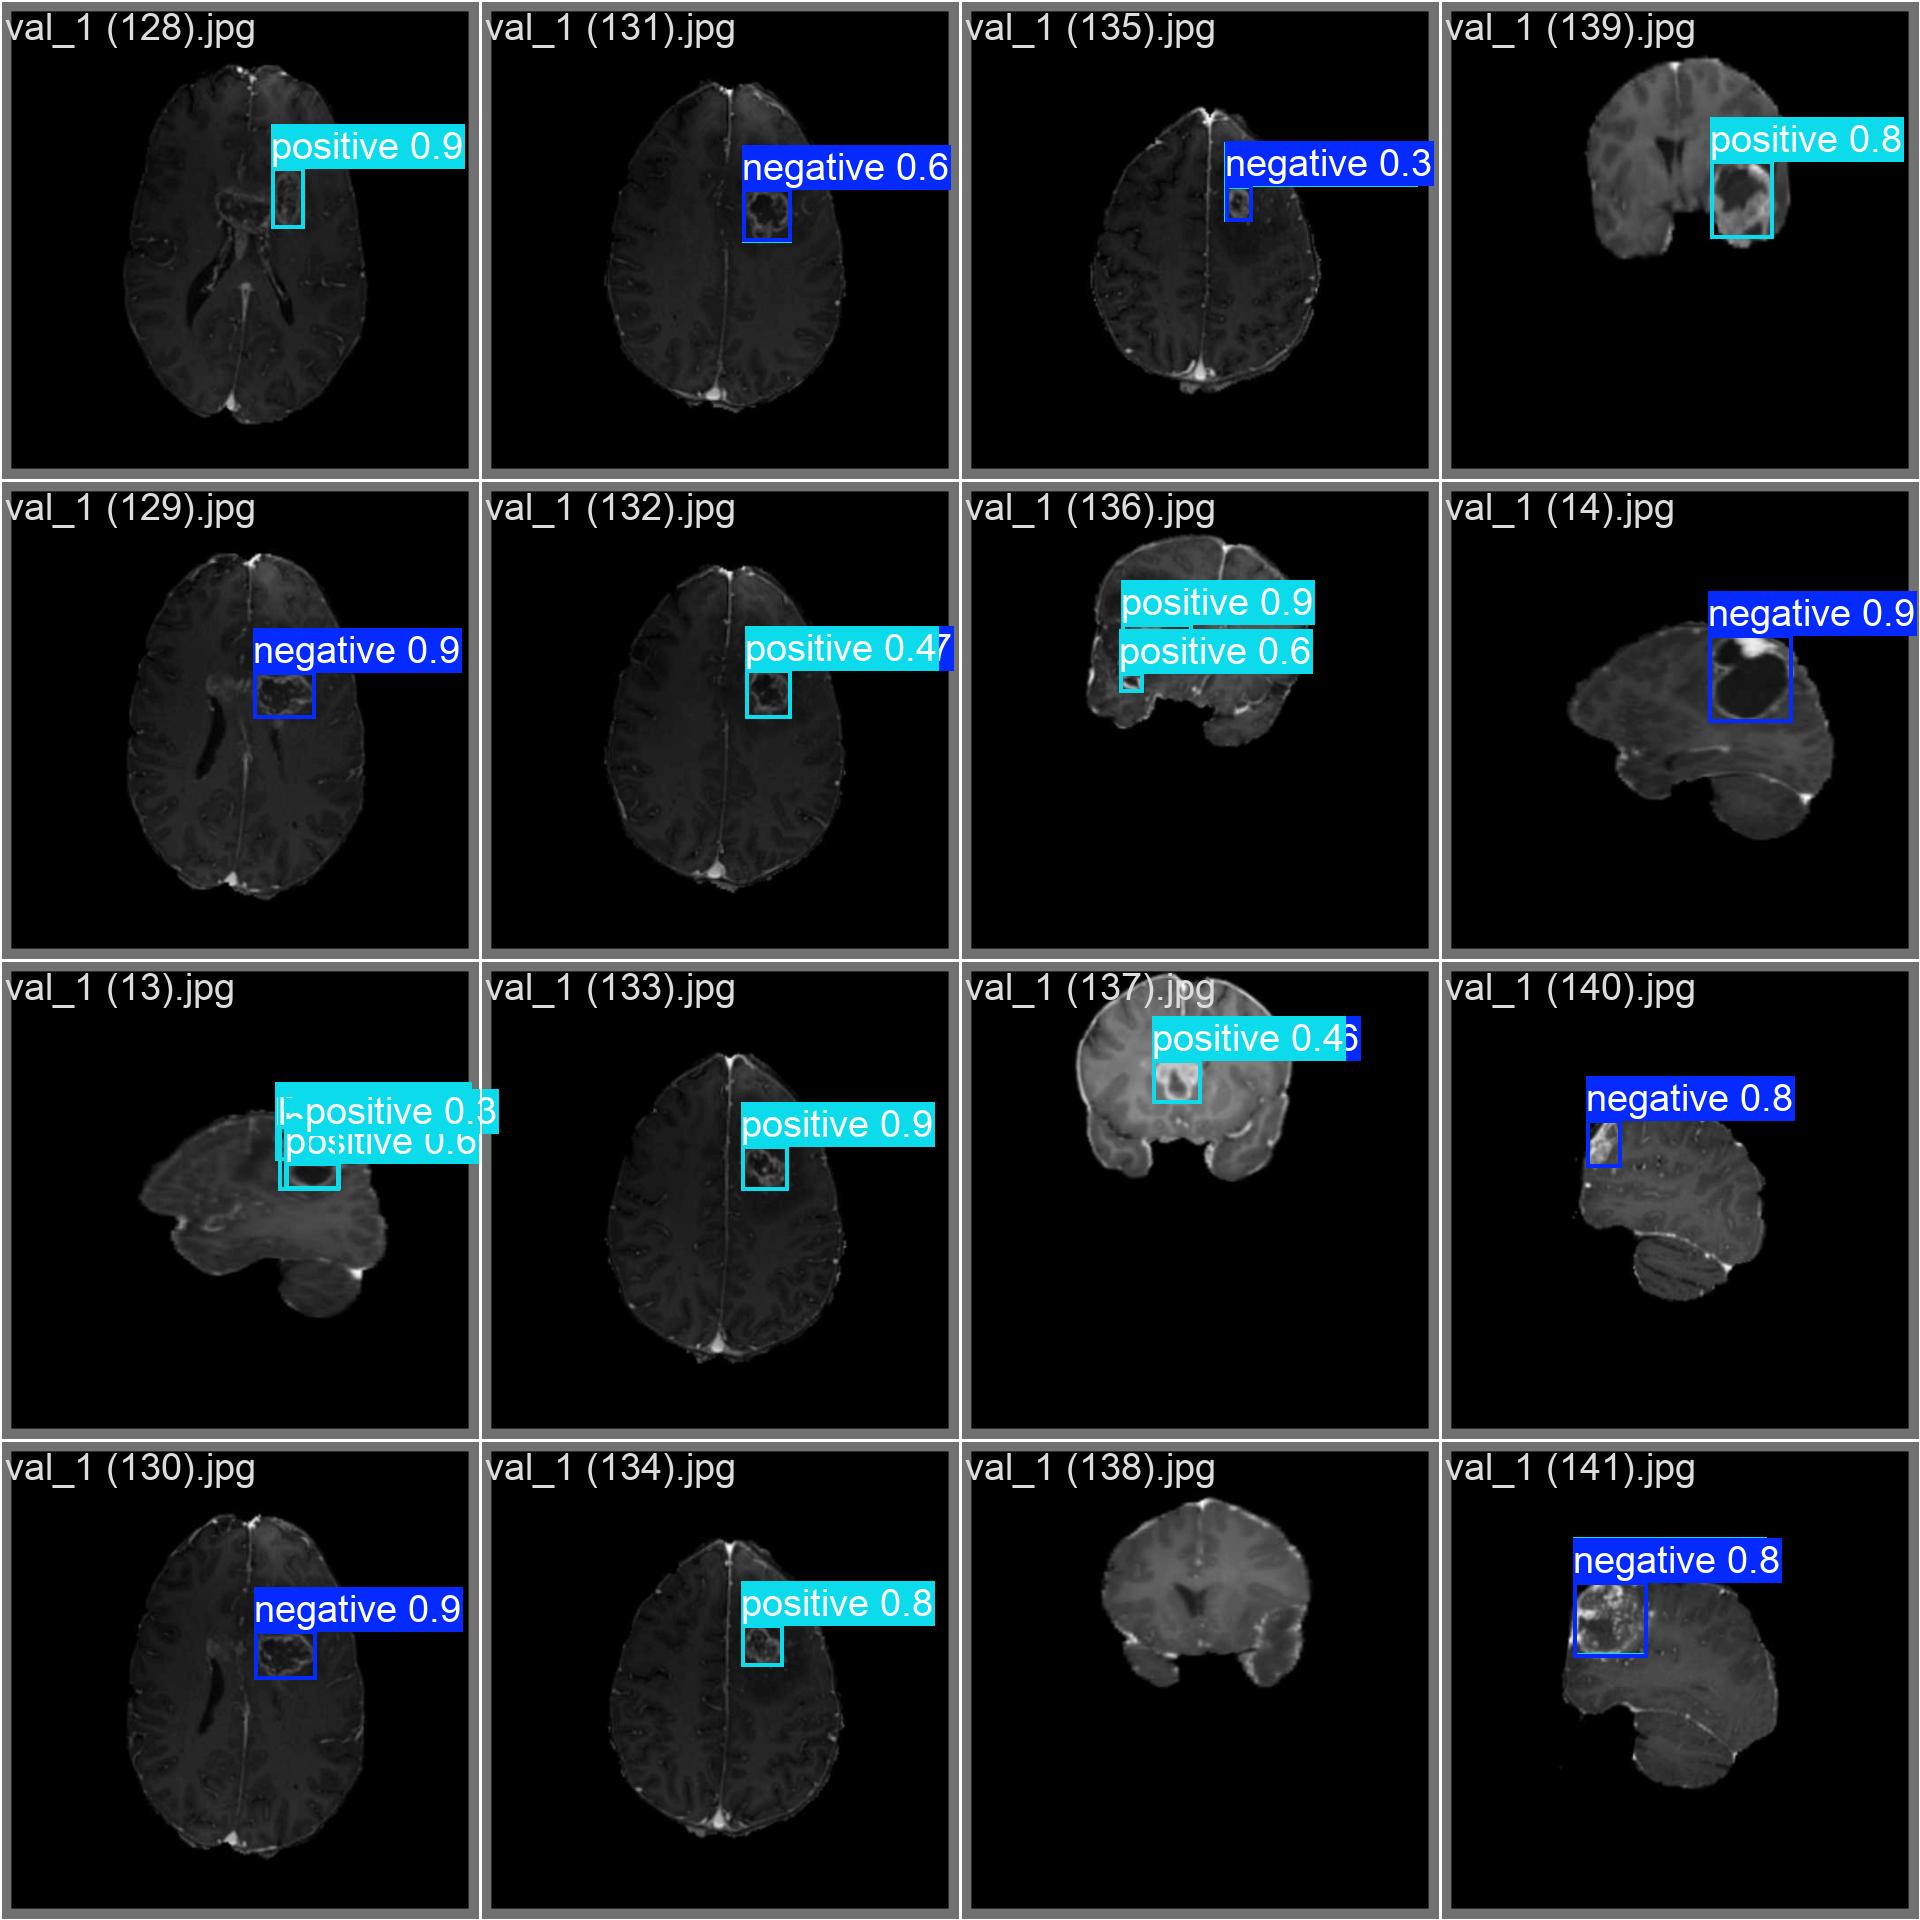 val_1 (128).jpg
positive 0.9
val_1 (131).jpg
negative 0.6
val_1 (135).jpg
negative 0.3
val_1 (139).jpg
positive 0.8
val_1 (129).jpg
negative 0.9
val_1 (132).jpg
positive 0.4
7
val_1 (136).jpg
positive 0.9
positive 0.6
val_1 (14).jpg
negative 0.9
val_1 (13).jpg
positive 0.3
positive 0.6
val_1 (133).jpg
positive 0.9
val_1 (137).jpg
positive 0.4
6
val_1 (140).jpg
negative 0.8
val_1 (130).jpg
negative 0.9
val_1 (134).jpg
positive 0.8
val_1 (138).jpg
val_1 (141).jpg
negative 0.8